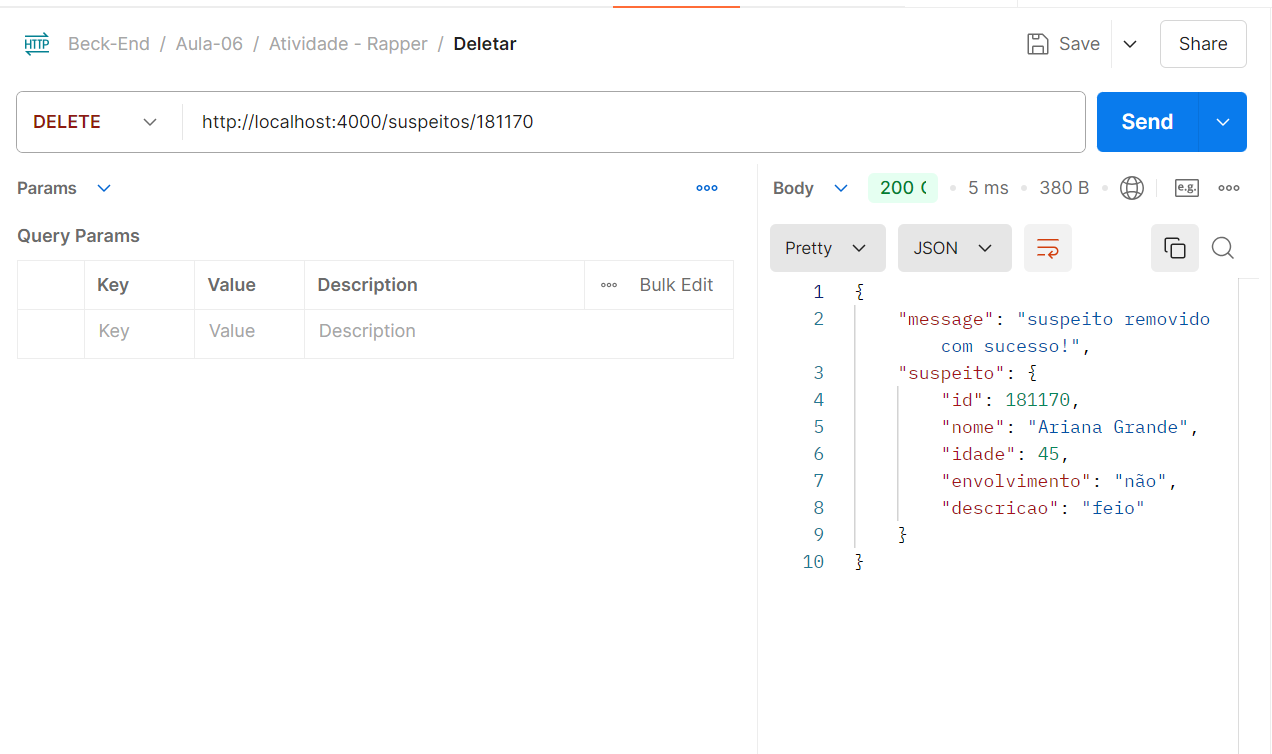 HTTP Beck-End / Aula-06 / Atividade - Rapper / Deletar Save Share
DELETE http://localhost:4000/suspeitos/181170 Send
Params
Query Params
Key Value Description Bulk Edit
Key Value Description
Body 200 5 ms 380 B e.g.
Pretty JSON
1 {
2 "message": "suspeito removido
com sucesso!",
3 "suspeito": {
4 "id": 181170,
5 "nome": "Ariana Grande",
6 "idade": 45,
7 "envolvimento": "não",
8 "descricao": "feio"
9 }
10 }